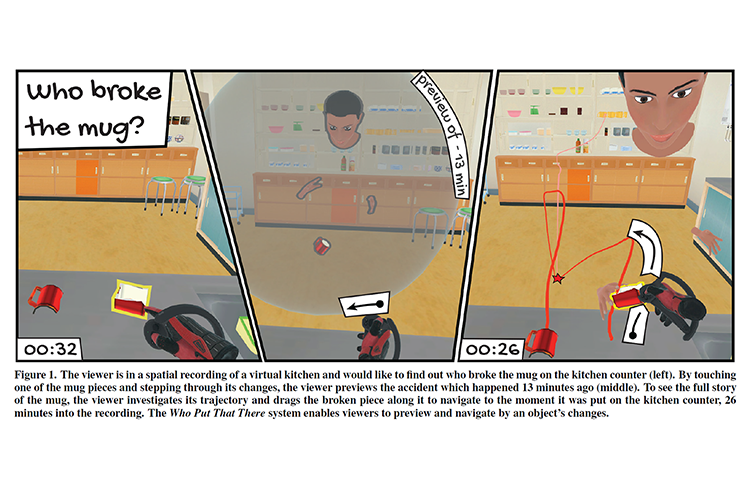 Who broke
the mug?
preview of - 13 min
00:32
00:26
Figure 1. The viewer is in a spatial recording of a virtual kitchen and would like to find out who broke the mug on the kitchen counter (left). By touching
one of the mug pieces and stepping through its changes, the viewer previews the accident which happened 13 minutes ago (middle). To see the full story
of the mug, the viewer investigates its trajectory and drags the broken piece along it to navigate to the moment it was put on the kitchen counter, 26
minutes into the recording. The Who Put That There system enables viewers to preview and navigate by an object's changes.